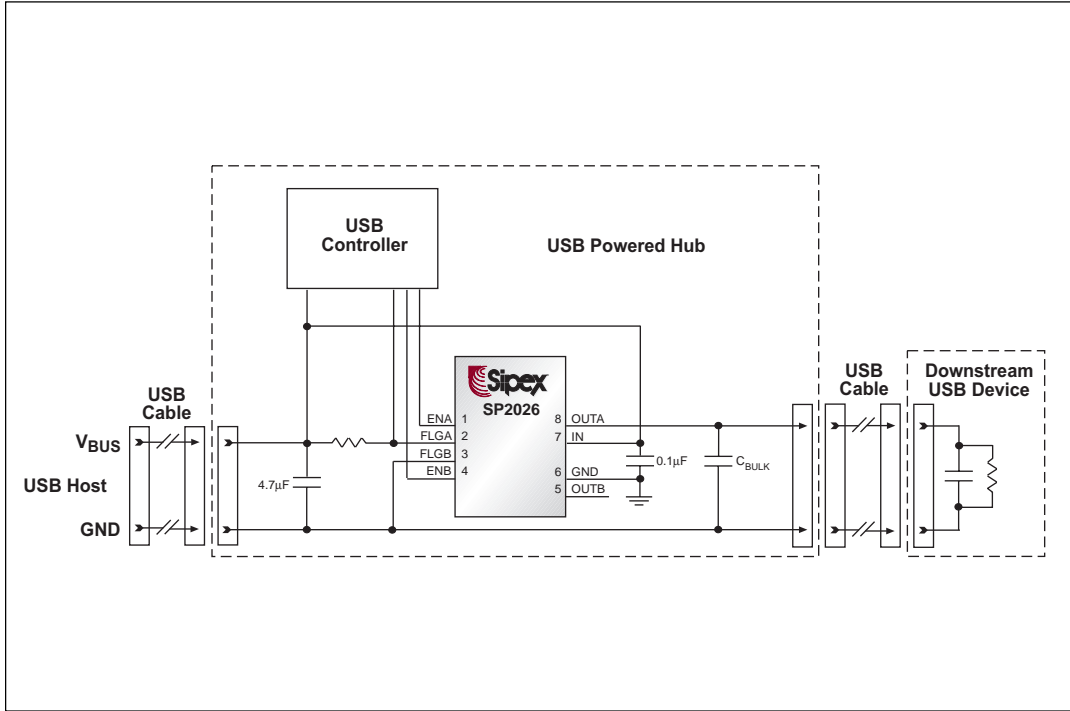 USB
Controller
USB Powered Hub
Sipex
SP2026
ENA 1
FLGA 2
FLGB 3
ENB 4
8 OUTA
7 IN
6 GND
5 OUTB
USB
Cable
VBUS
USB Host
GND
4.7µF
0.1µF
CBULK
USB
Cable
Downstream
USB Device